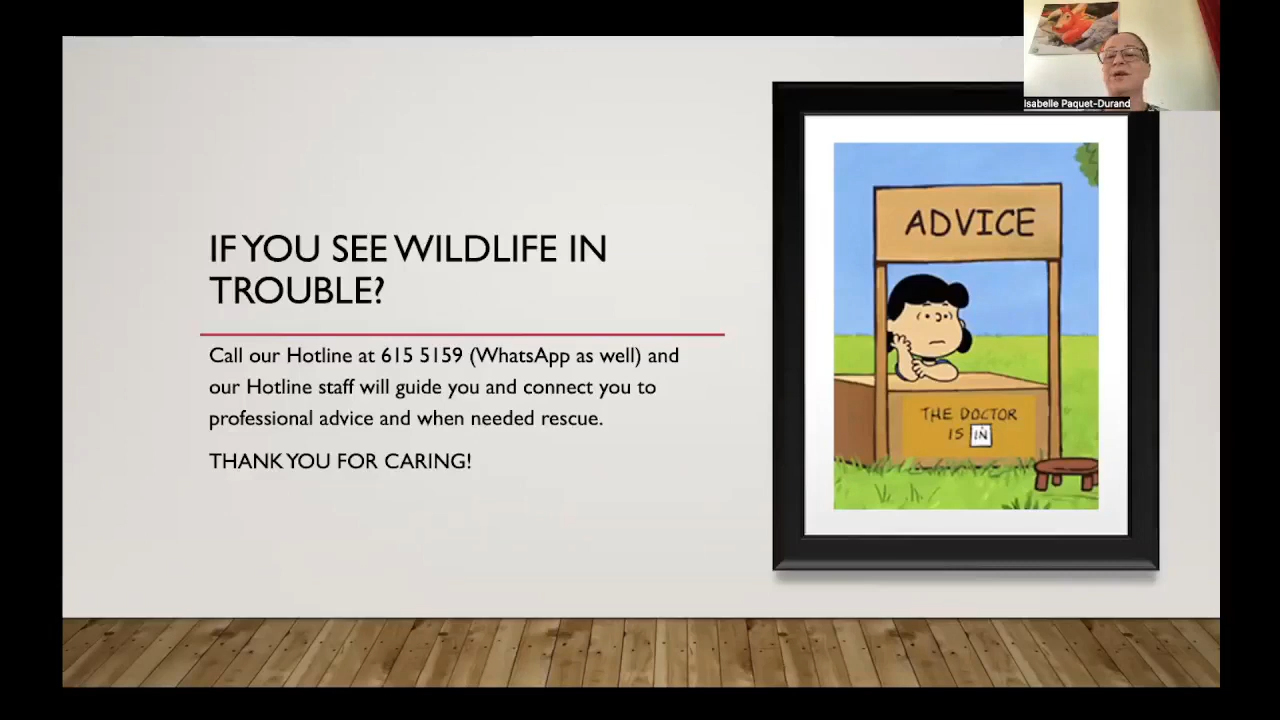 Isabelle Paquet-Durand
IF YOU SEE WILDLIFE IN
TROUBLE?
Call our Hotline at 615 5159 (WhatsApp as well) and
our Hotline staff will guide you and connect you to
professional advice and when needed rescue.
THANK YOU FOR CARING!
ADVICE
THE DOCTOR
IS IN